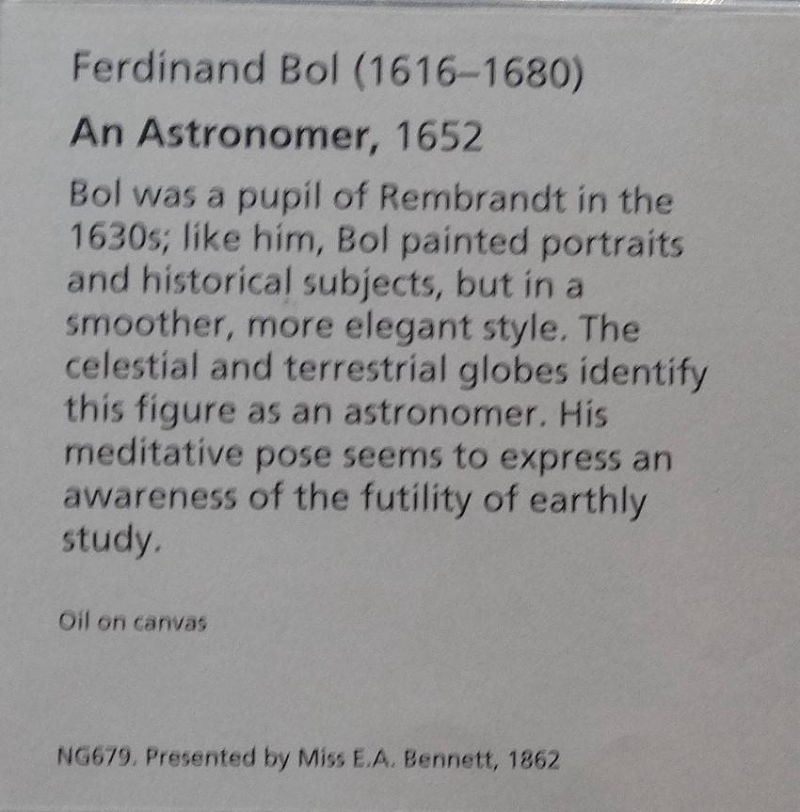 Ferdinand Bol (1616–1680)
An Astronomer, 1652
Bol was a pupil of Rembrandt in the
1630s; like him, Bol painted portraits
and historical subjects, but in a
smoother, more elegant style. The
celestial and terrestrial globes identify
this figure as an astronomer. His
meditative pose seems to express an
awareness of the futility of earthly
study.
Oil on canvas
NG679. Presented by Miss E.A. Bennett, 1862